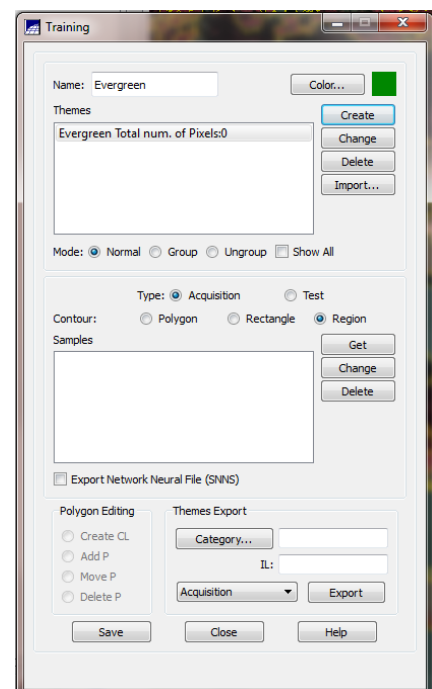 Training
Name: Evergreen Color...
Themes
Create
Evergreen Total num. of Pixels:0
Change
Delete
Import...
Mode: Normal Group Ungroup Show All
Type: Acquisition Test
Contour: Polygon Rectangle Region
Samples
Get
Change
Delete
Export Network Neural File (SNNS)
Polygon Editing
Create CL
Add P
Move P
Delete P
Themes Export
Category...
IL:
Acquisition Export
Save Close Help